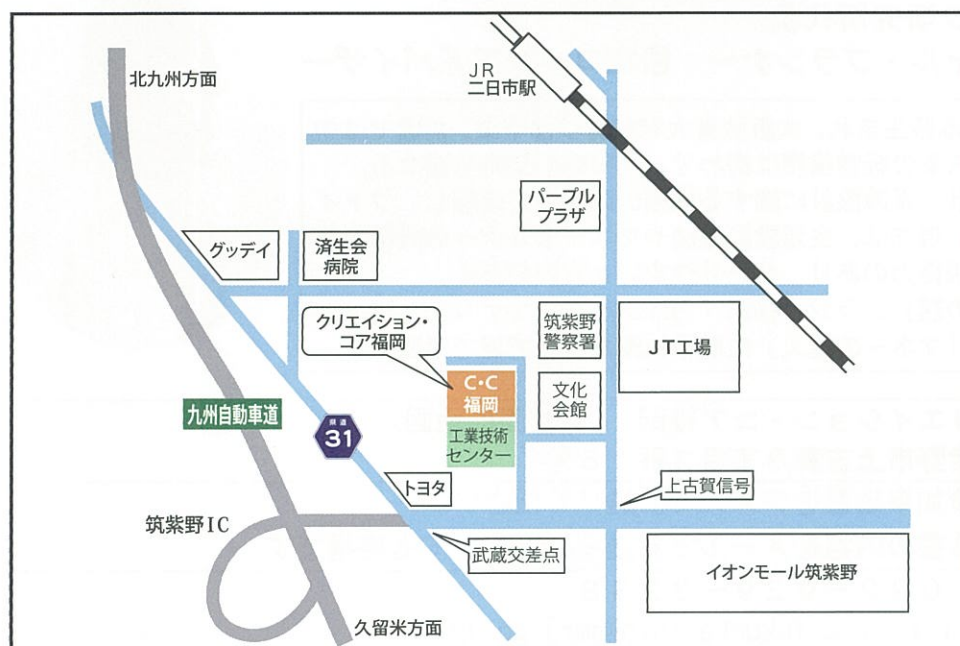 北九州方面
JR
二日市駅
パープル
プラザ
グッデイ
済生会
病院
クリエイション・
コア福岡
筑紫野
警察署
JT工場
C・C
福岡
文化
会館
九州自動車道
県道
31
工業技術
センター
トヨタ
上古賀信号
筑紫野IC
武蔵交差点
イオンモール筑紫野
久留米方面